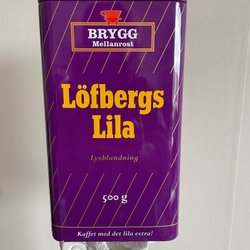 BRYGG
Mellanrost
Löfbergs
Lila
Lyxblandning
500 g
Kaffet med det lila extra!